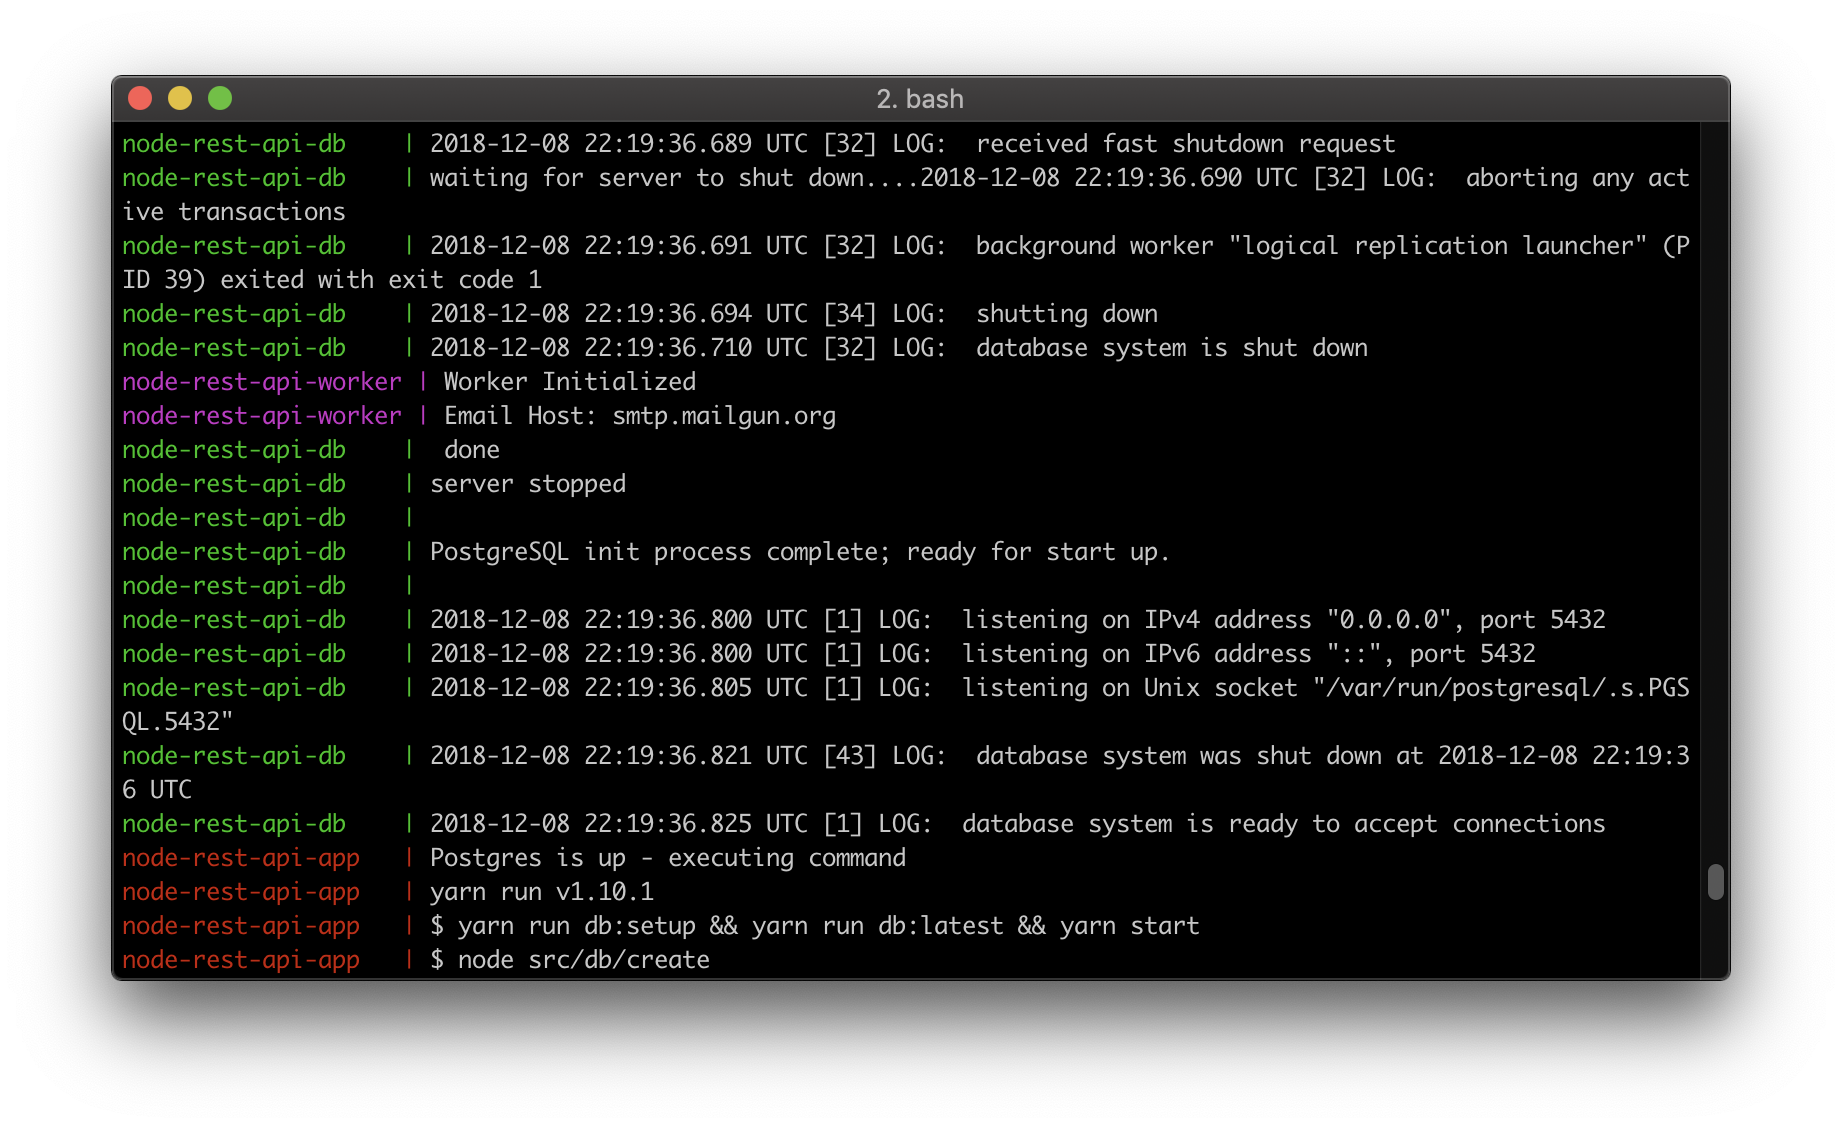 2. bash
node-rest-api-db    | 2018-12-08 22:19:36.689 UTC [32] LOG:  received fast shutdown request
node-rest-api-db    | waiting for server to shut down....2018-12-08 22:19:36.690 UTC [32] LOG:  aborting any act
ive transactions
node-rest-api-db    | 2018-12-08 22:19:36.691 UTC [32] LOG:  background worker "logical replication launcher" (P
ID 39) exited with exit code 1
node-rest-api-db    | 2018-12-08 22:19:36.694 UTC [34] LOG:  shutting down
node-rest-api-db    | 2018-12-08 22:19:36.710 UTC [32] LOG:  database system is shut down
node-rest-api-worker | Worker Initialized
node-rest-api-worker | Email Host: smtp.mailgun.org
node-rest-api-db    |  done
node-rest-api-db    | server stopped
node-rest-api-db    |
node-rest-api-db    | PostgreSQL init process complete; ready for start up.
node-rest-api-db    |
node-rest-api-db    | 2018-12-08 22:19:36.800 UTC [1] LOG:  listening on IPv4 address "0.0.0.0", port 5432
node-rest-api-db    | 2018-12-08 22:19:36.800 UTC [1] LOG:  listening on IPv6 address "::", port 5432
node-rest-api-db    | 2018-12-08 22:19:36.805 UTC [1] LOG:  listening on Unix socket "/var/run/postgresql/.s.PGS
QL.5432"
node-rest-api-db    | 2018-12-08 22:19:36.821 UTC [43] LOG:  database system was shut down at 2018-12-08 22:19:3
6 UTC
node-rest-api-db    | 2018-12-08 22:19:36.825 UTC [1] LOG:  database system is ready to accept connections
node-rest-api-app   | Postgres is up - executing command
node-rest-api-app   | yarn run v1.10.1
node-rest-api-app   | $ yarn run db:setup && yarn run db:latest && yarn start
node-rest-api-app   | $ node src/db/create